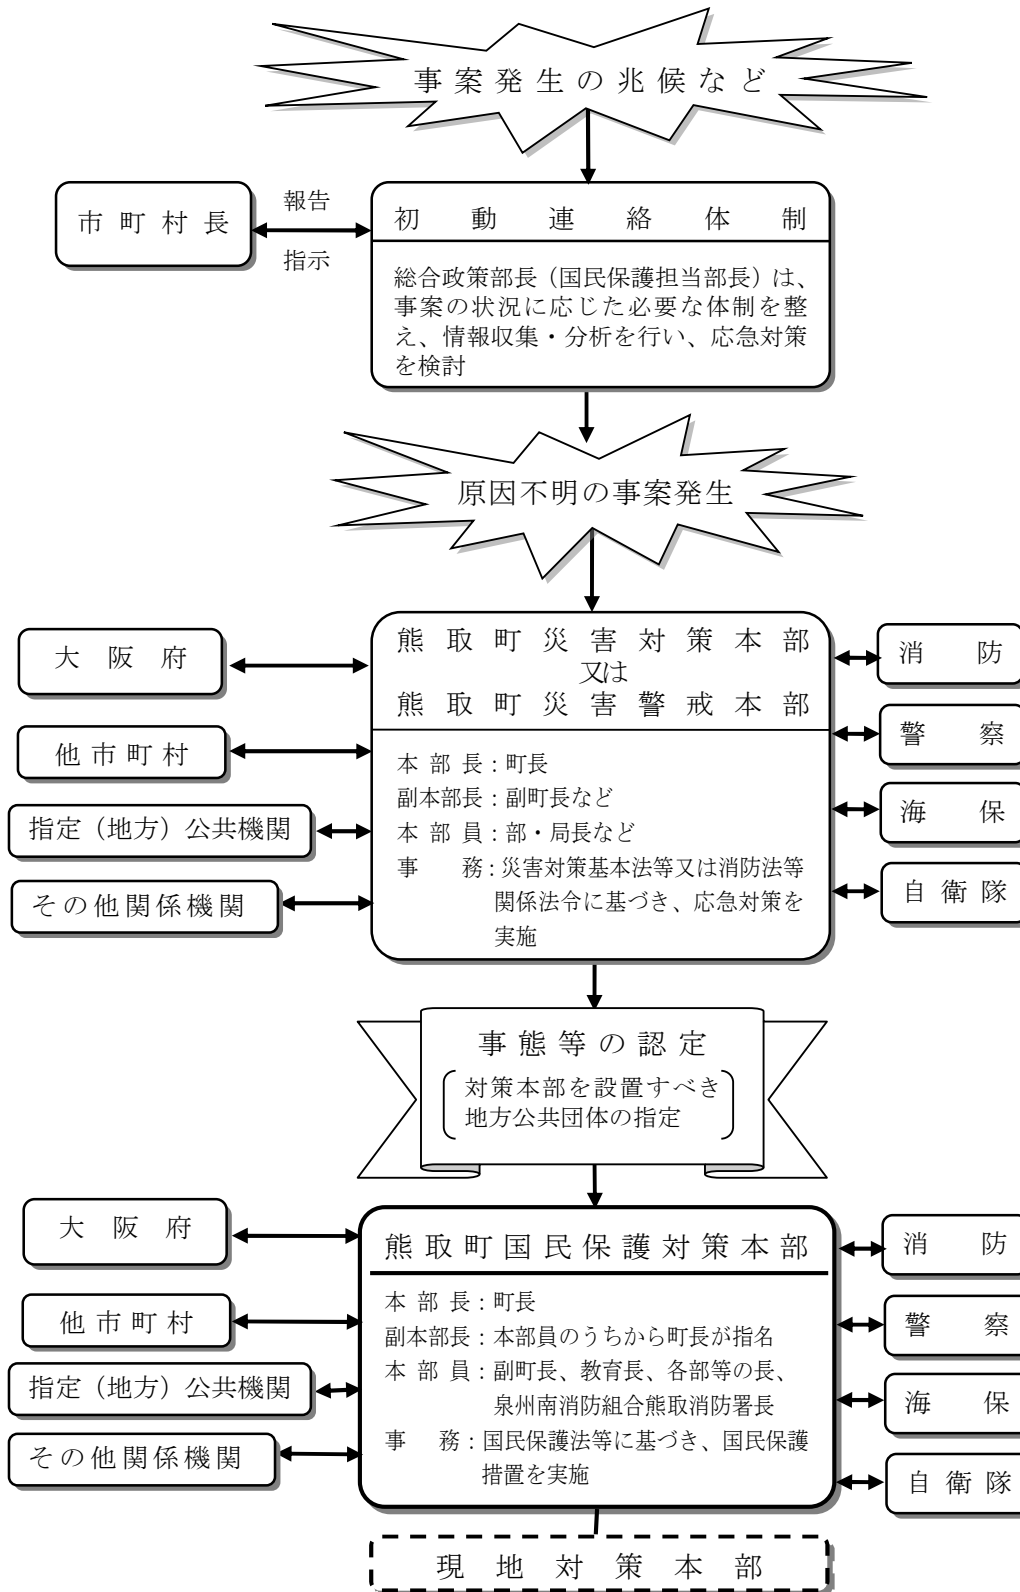 事案発生の兆候など
市町村長
報告
指示
初動連絡体制
総合政策部長（国民保護担当部長）は、
事案の状況に応じた必要な体制を整
え、情報収集・分析を行い、応急対策
を検討
原因不明の事案発生
大阪府
他市町村
指定（地方）公共機関
その他関係機関
熊取町災害対策本部
又は
熊取町災害警戒本部
本部長：町長
副本部長：副町長など
本部員：部・局長など
事務：災害対策基本法等又は消防法等
関係法令に基づき、応急対策を
実施
消防
警察
海保
自衛隊
事態等の認定
対策本部を設置すべき
地方公共団体の指定
大阪府
他市町村
指定（地方）公共機関
その他関係機関
熊取町国民保護対策本部
本部長：町長
副本部長：本部員のうちから町長が指名
本部員：副町長、教育長、各部等の長、
泉州南消防組合熊取消防署長
事務：国民保護法等に基づき、国民保護
措置を実施
消防
警察
海保
自衛隊
現地対策本部